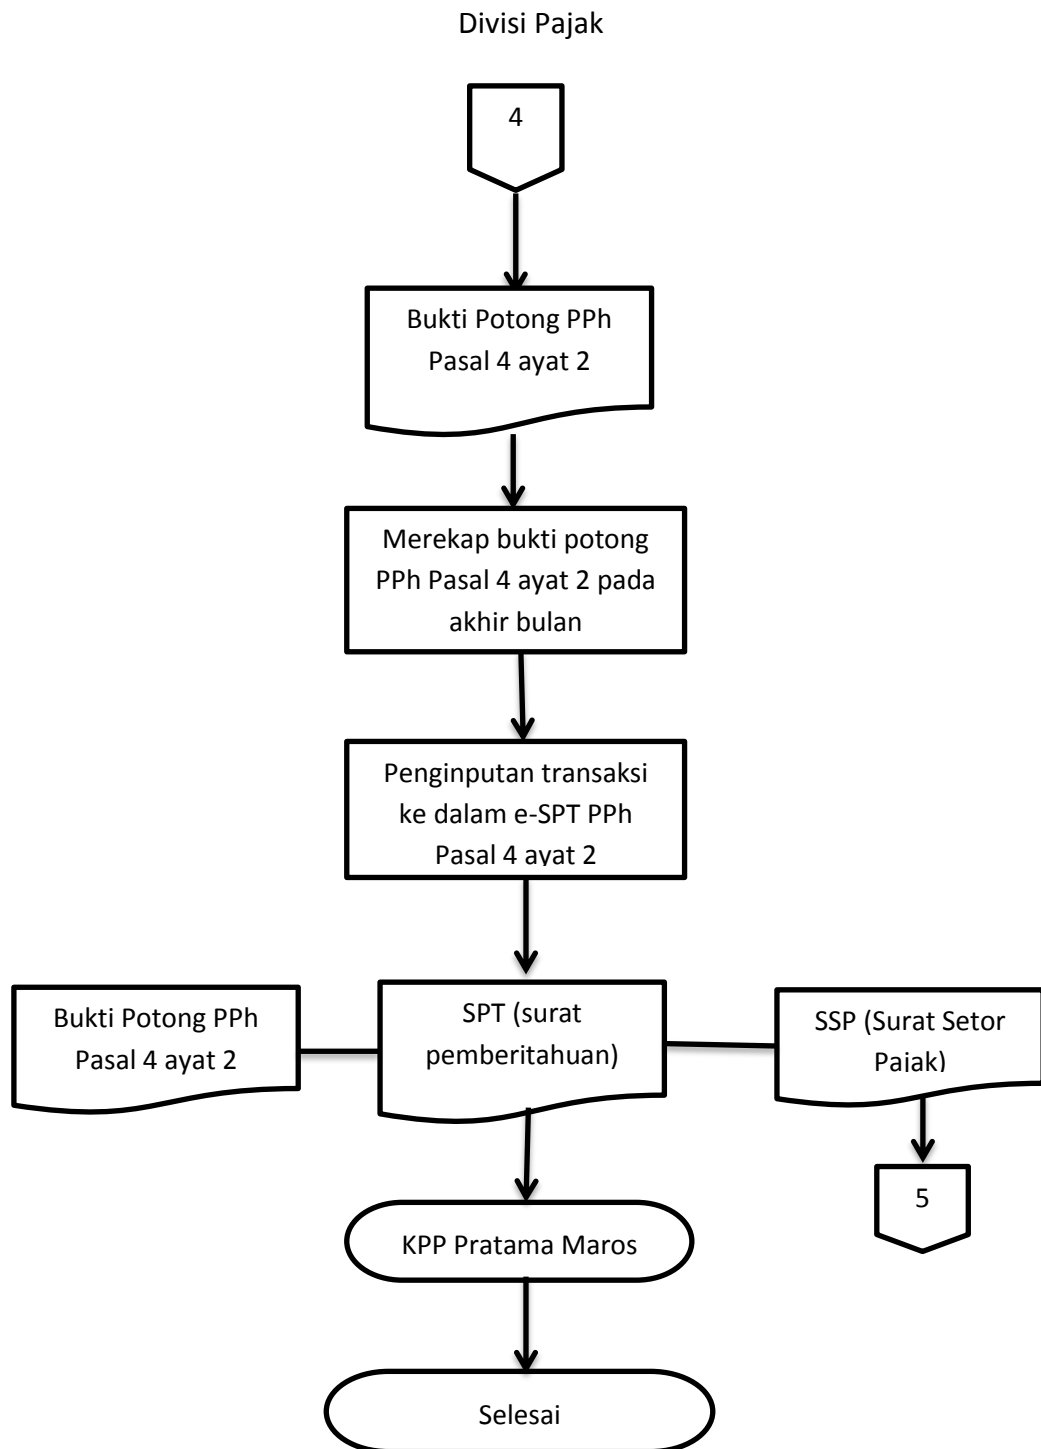 Divisi Pajak
4
Bukti Potong PPh
Pasal 4 ayat 2
Merekap bukti potong
PPh Pasal 4 ayat 2 pada
akhir bulan
Penginputan transaksi
ke dalam e-SPT PPh
Pasal 4 ayat 2
Bukti Potong PPh
Pasal 4 ayat 2
SPT (surat
pemberitahuan)
SSP (Surat Setor
Pajak)
5
KPP Pratama Maros
Selesai